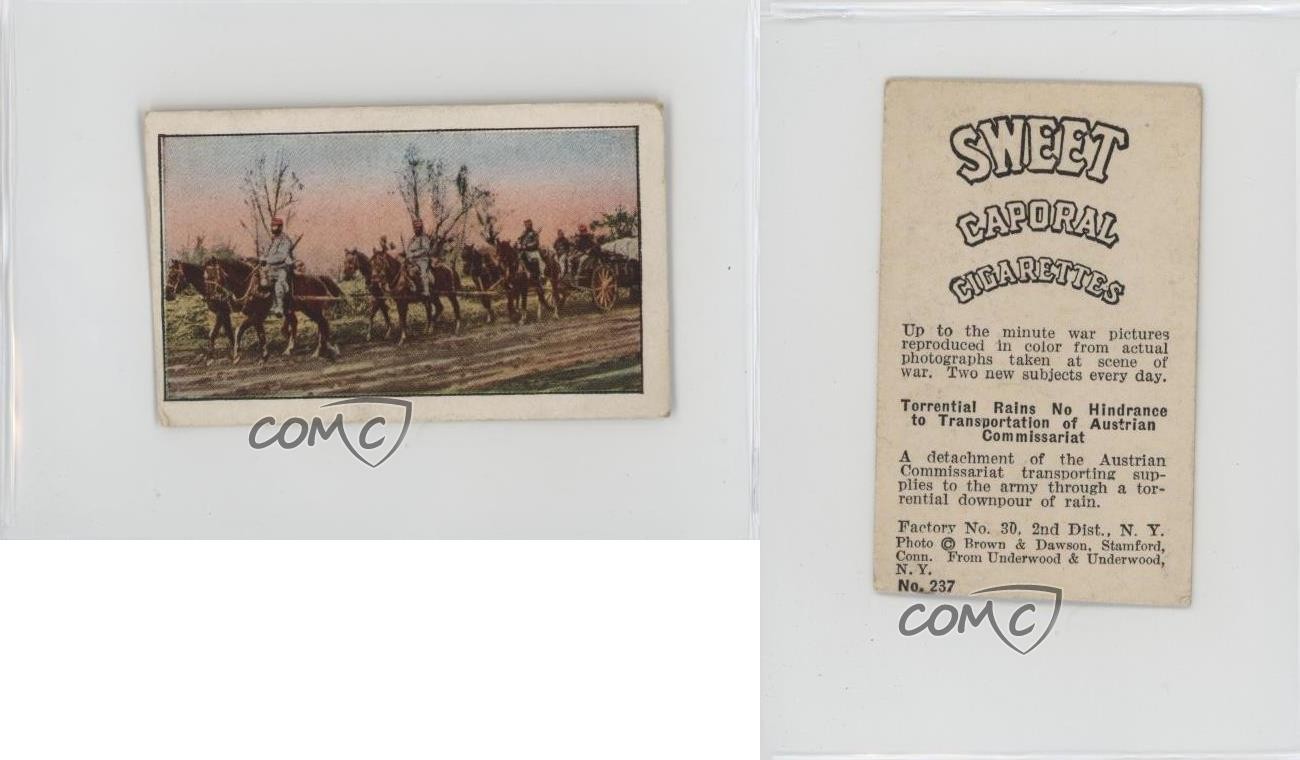 COMC
SWEET
CAPORAL
CIGARETTES
Up to the minute war pictures
reproduced in color from actual
photographs taken at scene of
war. Two new subjects every day.
Torrential Rains No Hindrance
to Transportation of Austrian
Commissariat
A detachment of the Austrian
Commissariat transporting sup-
plies to the army through a tor-
rential downpour of rain.
Factory No. 30, 2nd Dist., N. Y.
Photo © Brown & Dawson, Stamford,
Conn. From Underwood & Underwood,
N. Y.
No. 237
COMC